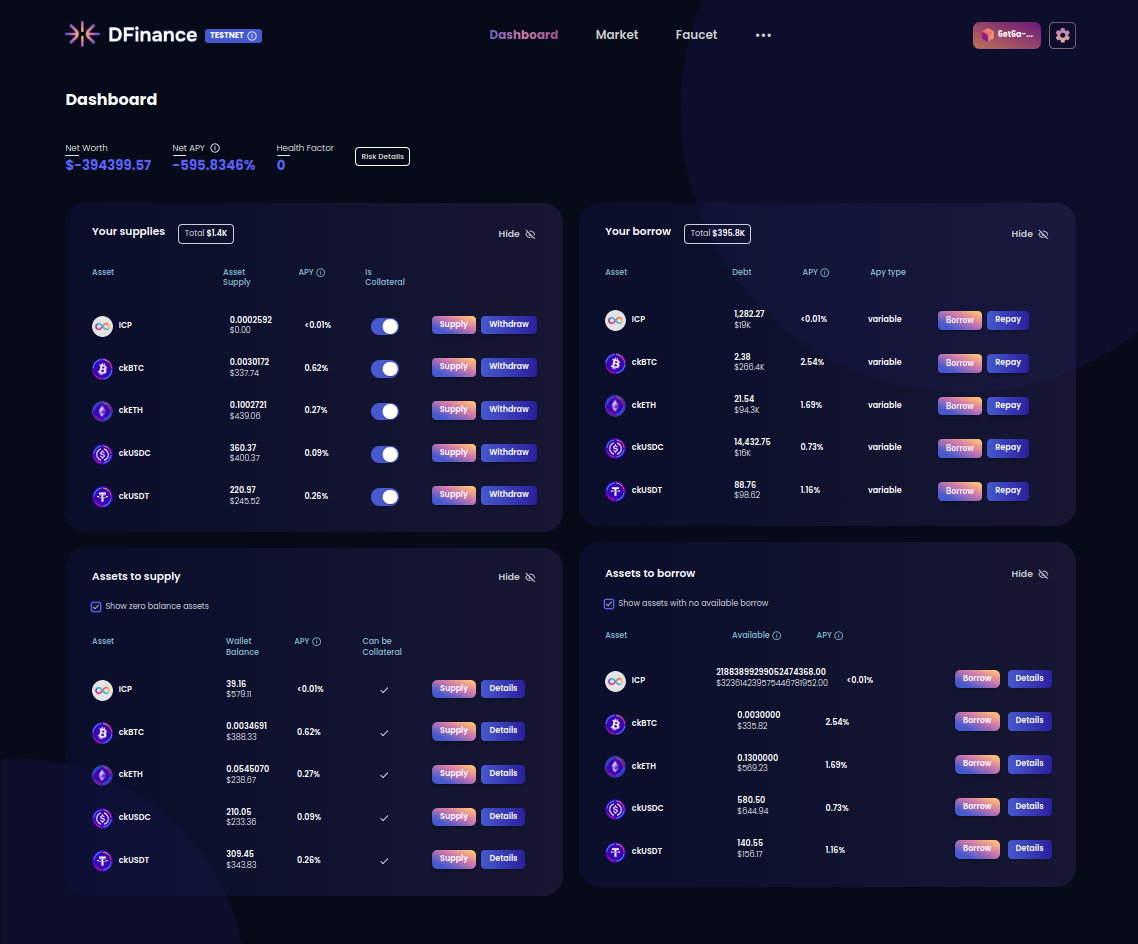 DFinance TESTNET
Dashboard Market Faucet •••
6et6a-...
Dashboard
Net Worth
$-394399.57
Net APY
-595.8346%
Health Factor
0
Risk Details
Your supplies Total $1.4K Hide
Asset Asset Supply APY Is Collateral
ICP 0.0002592 $0.00 <0.01% Supply Withdraw
ckBTC 0.0030172 $337.74 0.62% Supply Withdraw
ckETH 0.1002721 $439.06 0.27% Supply Withdraw
ckUSDC 360.37 $400.37 0.09% Supply Withdraw
ckUSDT 220.97 $245.52 0.26% Supply Withdraw
Your borrow Total $395.8K Hide
Asset Debt APY Apy type
ICP 1,282.27 $19K <0.01% variable Borrow Repay
ckBTC 2.38 $266.4K 2.54% variable Borrow Repay
ckETH 21.54 $94.3K 1.69% variable Borrow Repay
ckUSDC 14,432.75 $16K 0.73% variable Borrow Repay
ckUSDT 88.76 $98.62 1.16% variable Borrow Repay
Assets to supply Hide
Show zero balance assets
Asset Wallet Balance APY Can be Collateral
ICP 39.16 $579.11 <0.01% Supply Details
ckBTC 0.0034691 $388.33 0.62% Supply Details
ckETH 0.0545070 $238.67 0.27% Supply Details
ckUSDC 210.05 $233.36 0.09% Supply Details
ckUSDT 309.45 $343.83 0.26% Supply Details
Assets to borrow Hide
Show assets with no available borrow
Asset Available APY
ICP 21883899299052474368.00 $323614239575446781952.00 <0.01% Borrow Details
ckBTC 0.0030000 $335.82 2.54% Borrow Details
ckETH 0.1300000 $569.23 1.69% Borrow Details
ckUSDC 580.50 $644.94 0.73% Borrow Details
ckUSDT 140.55 $156.17 1.16% Borrow Details